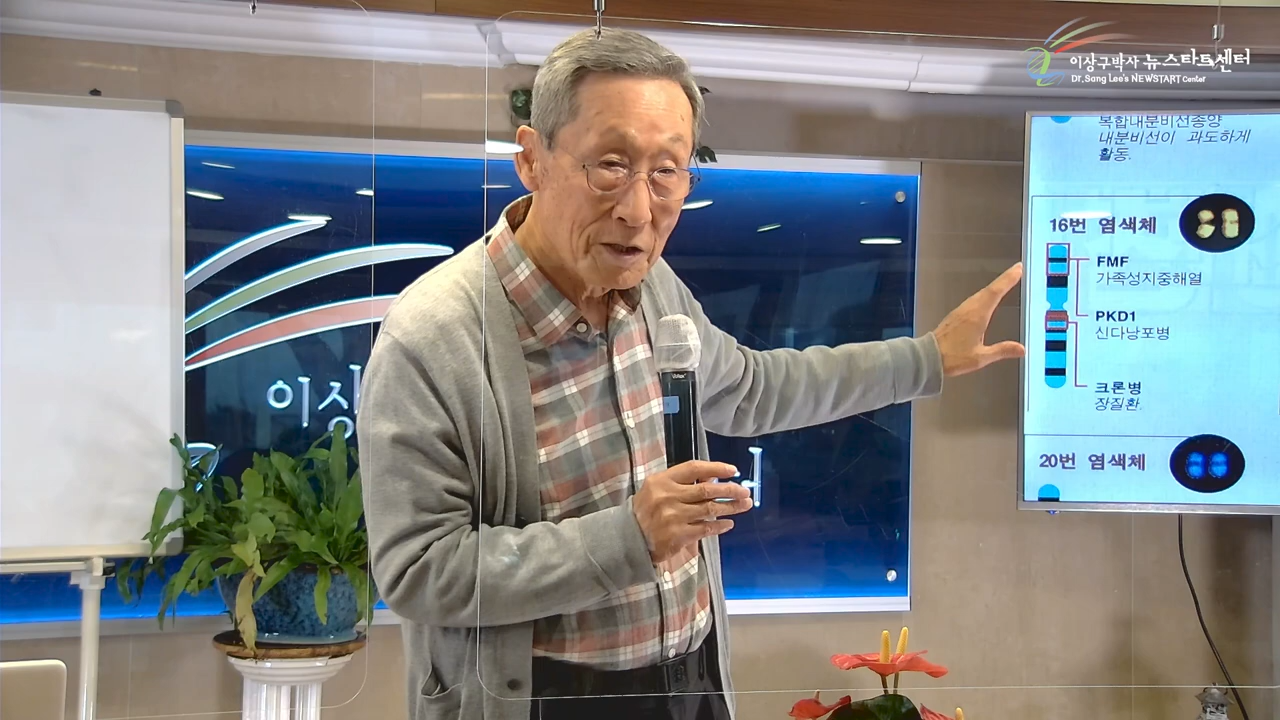 이상구박사 뉴스타트센터
Dr. Sang Lee's NEWSTART Center
복합내분비선종양
내분비선이 과도하게
활동.
16번 염색체
FMF
가족성지중해열
PKD1
신다낭포병
크론병
장질환
20번 염색체
이상